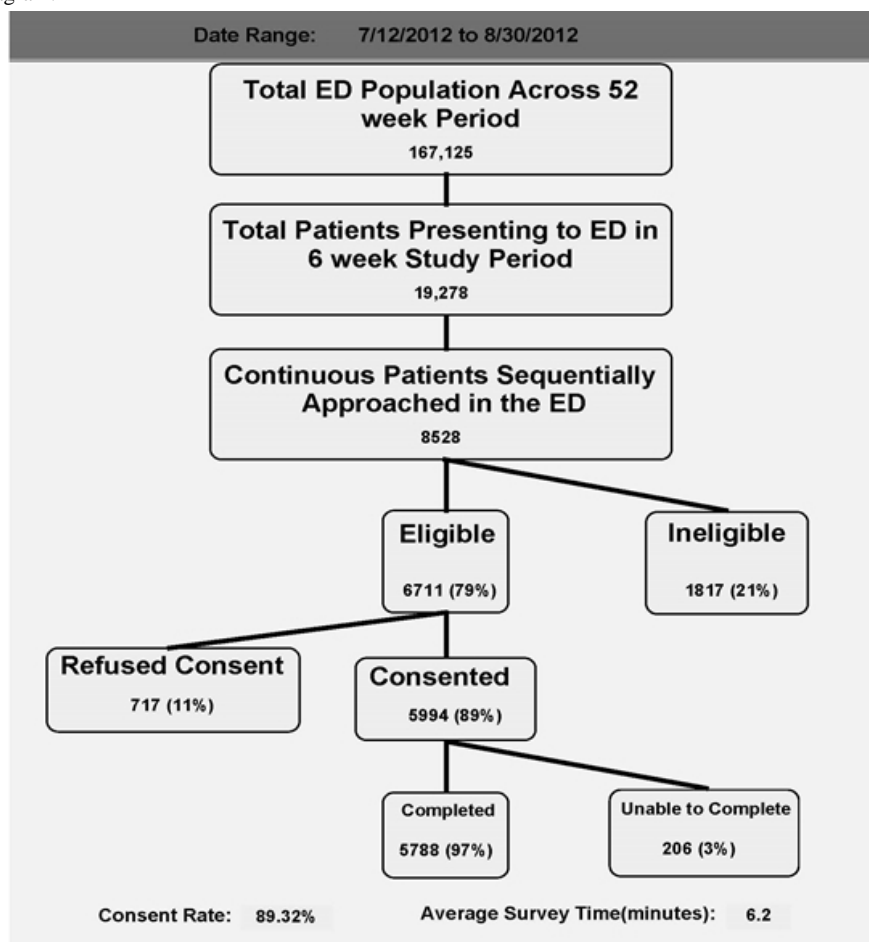 Date Range: 7/12/2012 to 8/30/2012
Total ED Population Across 52
week Period
167,125
Total Patients Presenting to ED in
6 week Study Period
19,278
Continuous Patients Sequentially
Approached in the ED
8528
Eligible
6711 (79%)
Ineligible
1817 (21%)
Refused Consent
717 (11%)
Consented
5994 (89%)
Completed
5788 (97%)
Unable to Complete
206 (3%)
Consent Rate: 89.32%
Average Survey Time(minutes): 6.2